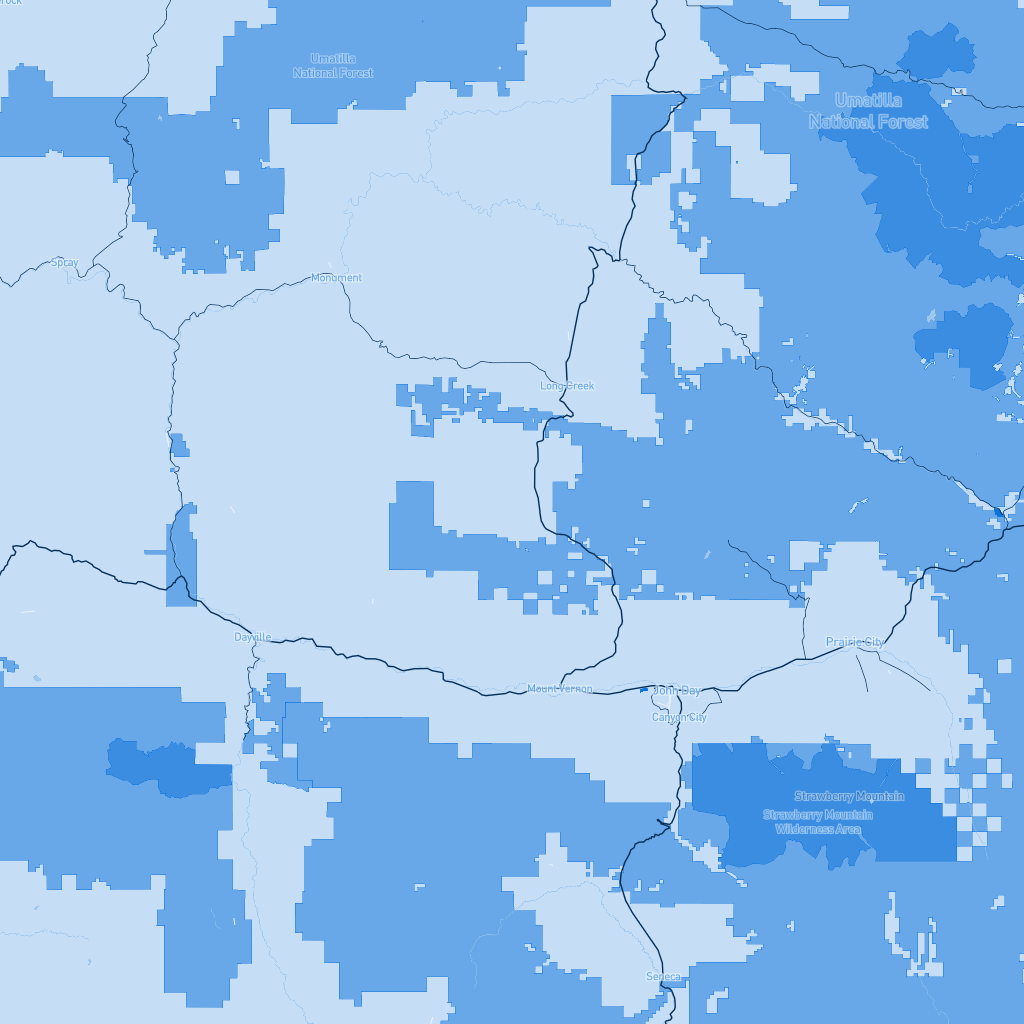 Umatilla
National Forest
Umatilla
National Forest
Spray
Monument
Long Creek
Dayville
Prairie City
Mount Vernon
John Day
Canyon City
Strawberry Mountain
Strawberry Mountain
Wilderness Area
Seneca